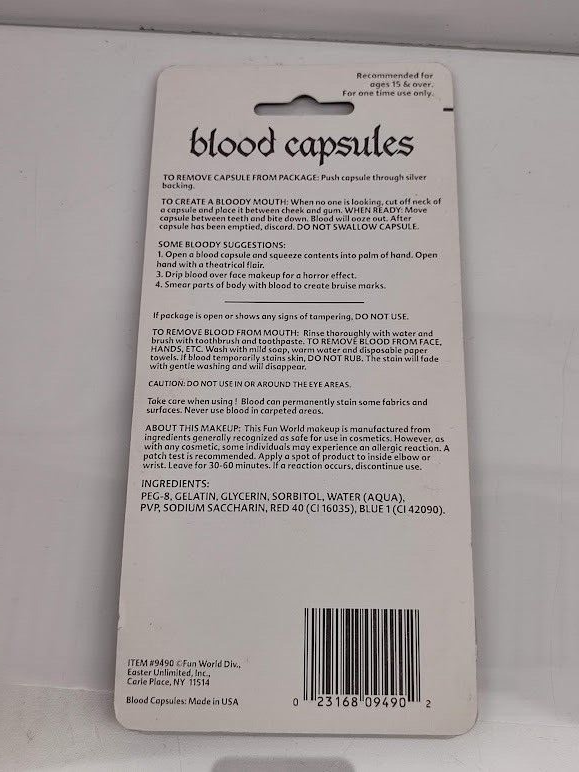 Recommended for
ages 15 & over.
For one time use only.
blood capsules
TO REMOVE CAPSULE FROM PACKAGE: Push capsule through silver
backing.
TO CREATE A BLOODY MOUTH: When no one is looking, cut off neck of
a capsule and place it between cheek and gum. WHEN READY: Move
capsule between teeth and bite down. Blood will ooze out. After
capsule has been emptied, discard. DO NOT SWALLOW CAPSULE.
SOME BLOODY SUGGESTIONS:
1. Open a blood capsule and squeeze contents into palm of hand. Open
hand with a theatrical flair.
3. Drip blood over face makeup for a horror effect.
4. Smear parts of body with blood to create bruise marks.
If package is open or shows any signs of tampering, DO NOT USE.
TO REMOVE BLOOD FROM MOUTH: Rinse thoroughly with water and
brush with toothbrush and toothpaste. TO REMOVE BLOOD FROM FACE,
HANDS, ETC. Wash with mild soap, warm water and disposable paper
towels. If blood temporarily stains skin, DO NOT RUB. The stain will fade
with gentle washing and will disappear.
CAUTION: DO NOT USE IN OR AROUND THE EYE AREAS.
Take care when using! Blood can permanently stain some fabrics and
surfaces. Never use blood in carpeted areas.
ABOUT THIS MAKEUP: This Fun World makeup is manufactured from
ingredients generally recognized as safe for use in cosmetics. However, as
with any cosmetic, some individuals may experience an allergic reaction. A
patch test is recommended. Apply a spot of product to inside elbow or
wrist. Leave for 30-60 minutes. If a reaction occurs, discontinue use.
INGREDIENTS:
PEG-8, GELATIN, GLYCERIN, SORBITOL, WATER (AQUA),
PVP, SODIUM SACCHARIN, RED 40 (CI 16035), BLUE 1 (CI 42090).
ITEM #9490 ©Fun World Div.,
Easter Unlimited, Inc.,
Carle Place, NY 11514
Blood Capsules: Made in USA
0 23168 09490 2